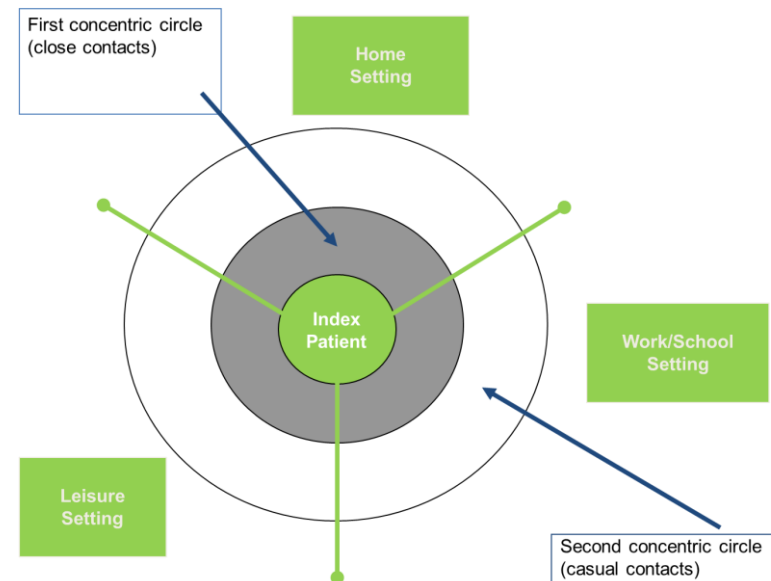 First concentric circle
(close contacts)
Home
Setting
Index
Patient
Work/School
Setting
Leisure
Setting
Second concentric circle
(casual contacts)